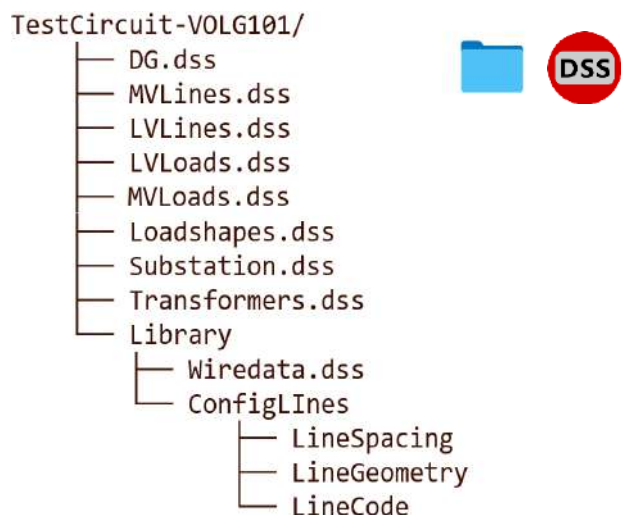 TestCircuit-VOLG101/
DG.dss
DSS
MVLines.dss
LVLines.dss
LVLoads.dss
MVLoads.dss
Loadshapes.dss
Substation.dss
Transformers.dss
Library
Wiredata.dss
ConfigLInes
LineSpacing
LineGeometry
LineCode